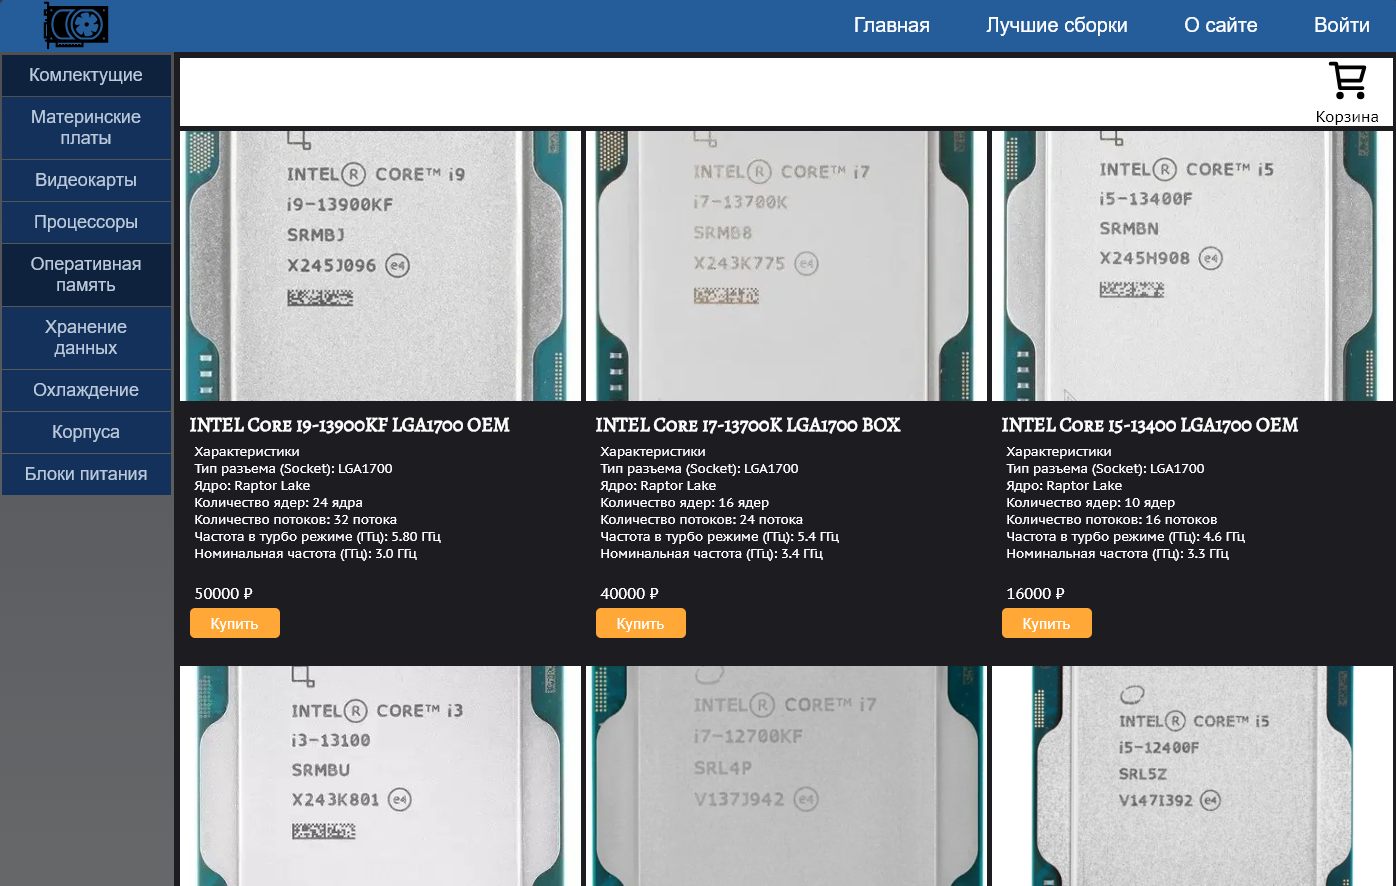 Главная
Лучшие сборки
О сайте
Войти
Комлектущие
Материнские
платы
Видеокарты
Процессоры
Оперативная
память
Хранение
данных
Охлаждение
Корпуса
Блоки питания
Корзина
INTEL® CORE™ i9
i9-13900KF
SRMBJ
X245J096 e4
INTEL® CORE™ i7
i7-13700K
SRMB8
X243K775 e4
INTEL® CORE™ i5
i5-13400F
SRMBN
X245H908 e4
INTEL Core i9-13900KF LGA1700 OEM
Характеристики
Тип разъема (Socket): LGA1700
Ядро: Raptor Lake
Количество ядер: 24 ядра
Количество потоков: 32 потока
Частота в турбо режиме (ГГц): 5.80 ГГц
Номинальная частота (ГГц): 3.0 ГГц
50000 ₽
Купить
INTEL Core i7-13700K LGA1700 BOX
Характеристики
Тип разъема (Socket): LGA1700
Ядро: Raptor Lake
Количество ядер: 16 ядер
Количество потоков: 24 потока
Частота в турбо режиме (ГГц): 5.4 ГГц
Номинальная частота (ГГц): 3.4 ГГц
40000 ₽
Купить
INTEL Core i5-13400 LGA1700 OEM
Характеристики
Тип разъема (Socket): LGA1700
Ядро: Raptor Lake
Количество ядер: 10 ядер
Количество потоков: 16 потоков
Частота в турбо режиме (ГГц): 4.6 ГГц
Номинальная частота (ГГц): 3.3 ГГц
16000 ₽
Купить
INTEL® CORE™ i3
i3-13100
SRMBU
X243K801 e4
INTEL® CORE™ i7
i7-12700KF
SRL4P
V137J942 e4
INTEL® CORE™ i5
i5-12400F
SRL5Z
V147I392 e4